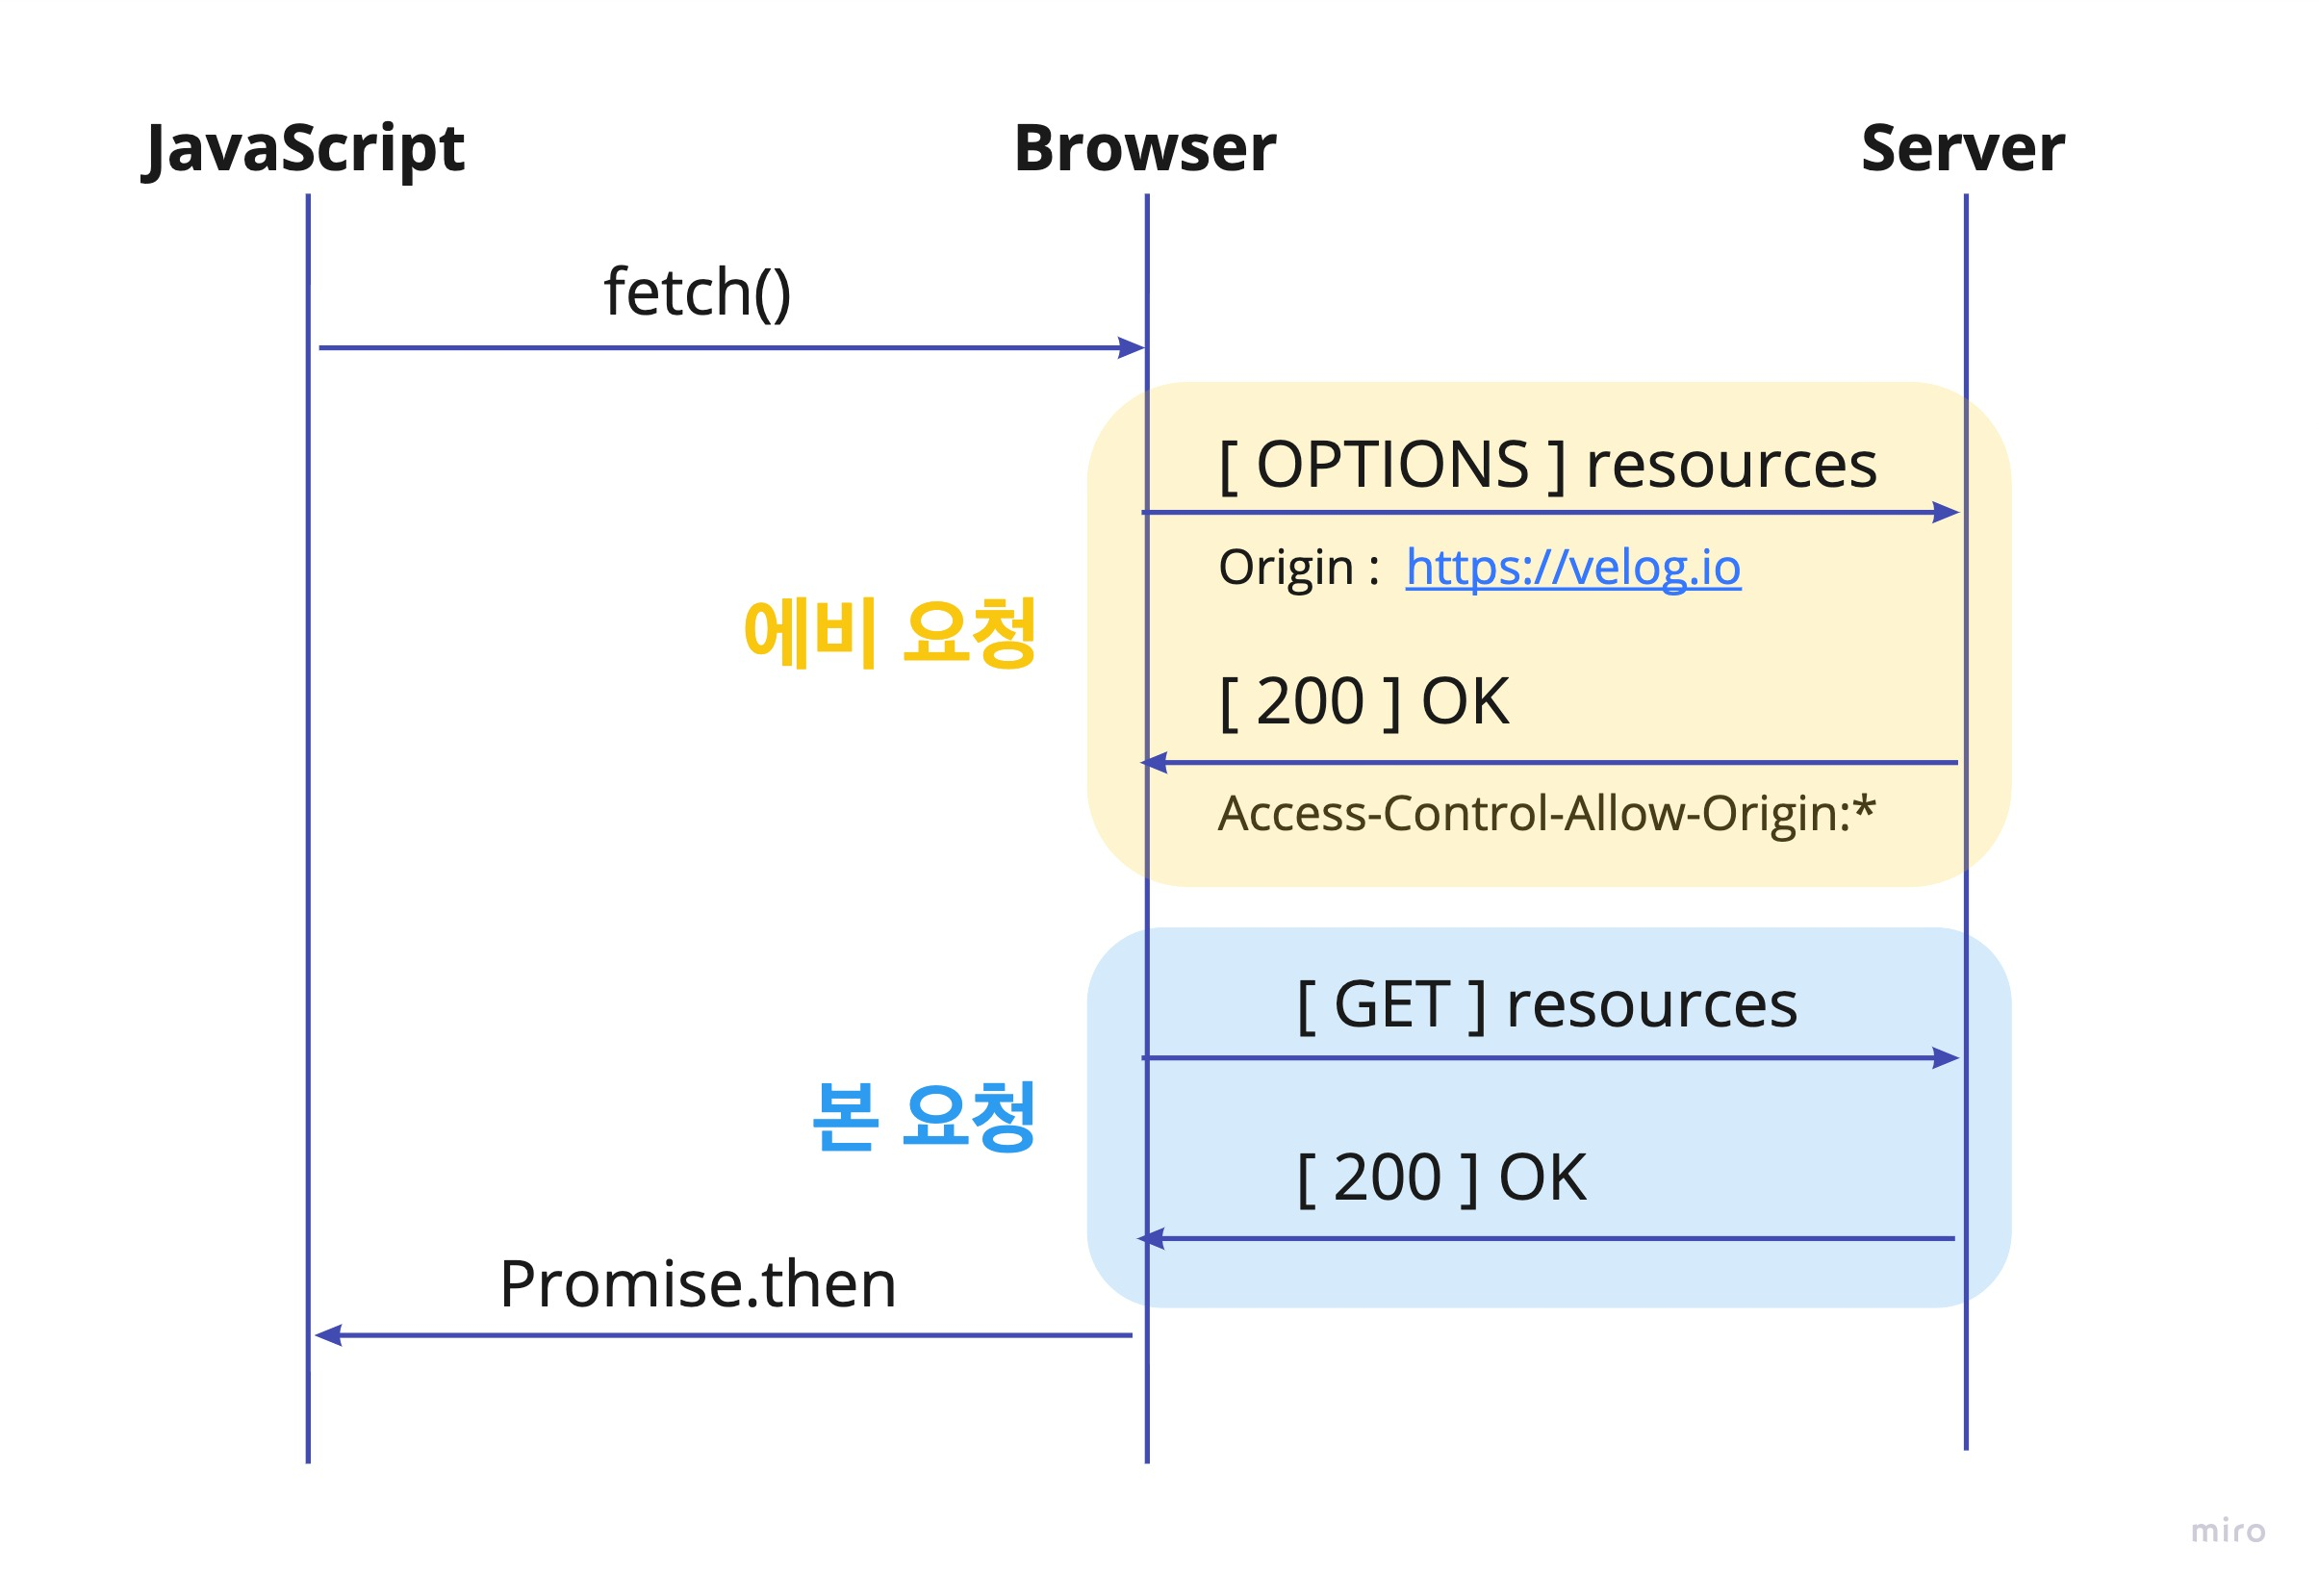 JavaScript
Browser
Server
fetch()
[ OPTIONS ] resources
Origin : https://velog.io
에비 요청
[ 200 ] OK
Access-Control-Allow-Origin:*
[ GET ] resources
본 요청
[ 200 ] OK
Promise.then
miro